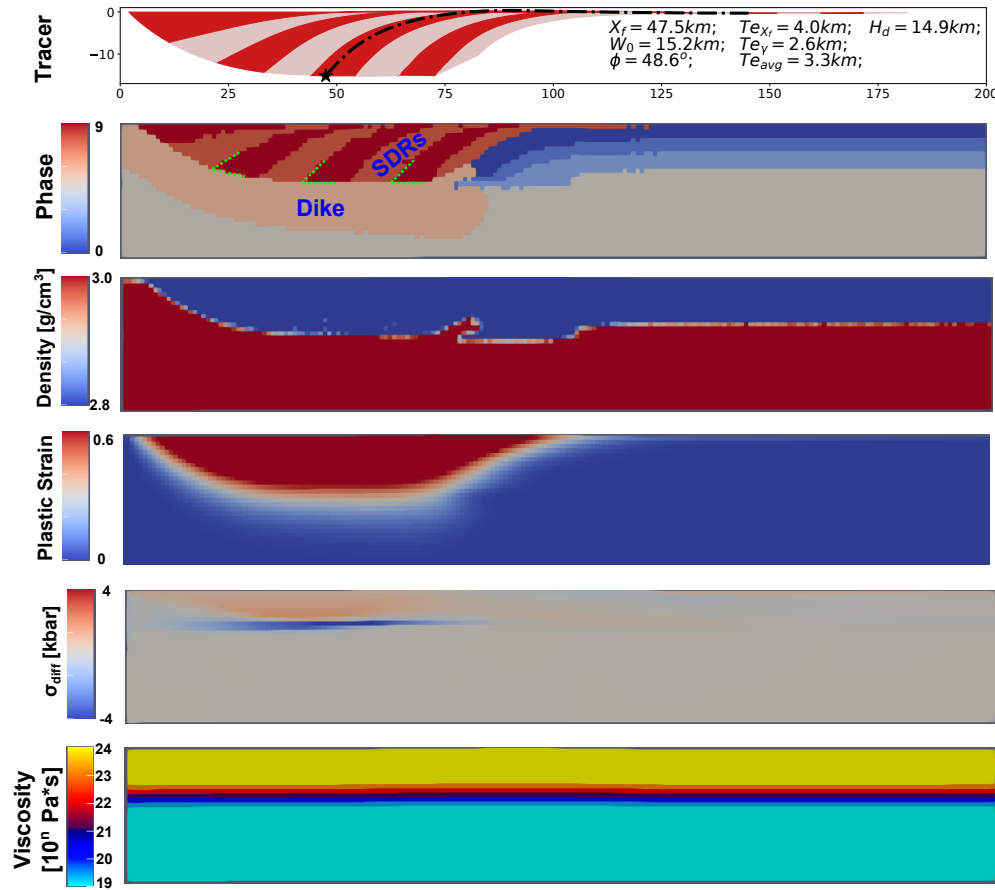 Tracer
0
−10
X_f = 47.5km; Te_{X_f} = 4.0km; H_d = 14.9km;
W_0 = 15.2km; Te_γ = 2.6km;
ϕ = 48.6°; Te_{avg} = 3.3km;
0 25 50 75 100 125 150 175 200
Phase
9
0
SDRs
Dike
Density [g/cm³]
3.0
2.8
Plastic Strain
0.6
0
σ_diff [kbar]
4
-4
Viscosity
[10ⁿ Pa*s]
24
23
22
21
20
19